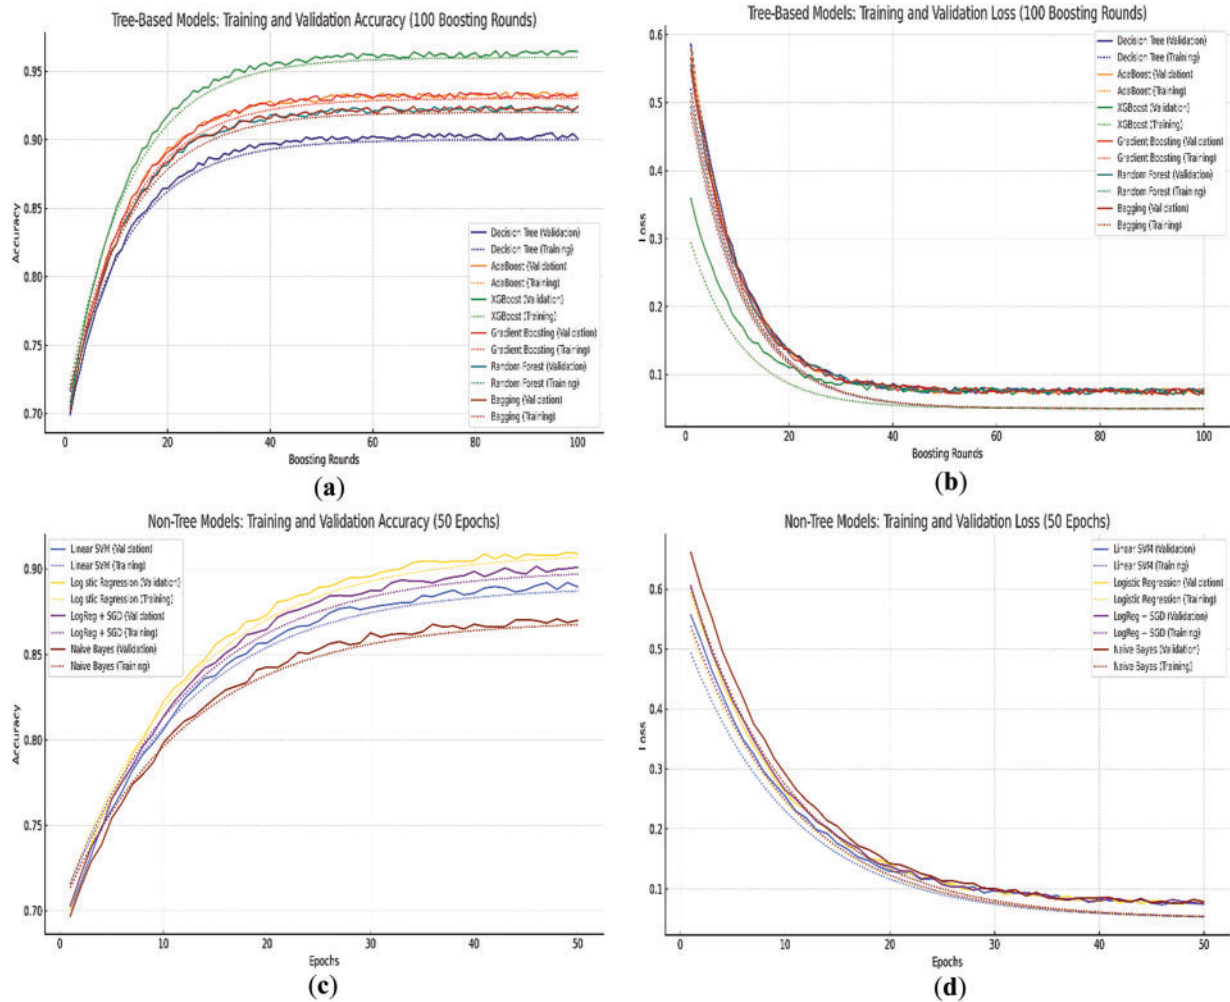 Tree-Based Models: Training and Validation Accuracy (100 Boosting Rounds)
0.95
0.90
0.85
0.80
0.75
0.70
Accuracy
Decision Tree (Validation)
Decision Tree (Training)
AdaBoost (Validation)
AdaBoost (Training)
XGBoost (Validation)
XGBoost (Training)
Gradient Boosting (Validation)
Gradient Boosting (Training)
Random Forest (Validation)
Random Forest (Training)
Bagging (Validation)
Bagging (Training)
0 20 40 60 80 100
Boosting Rounds
(a)
Tree-Based Models: Training and Validation Loss (100 Boosting Rounds)
0.6
0.5
0.4
0.3
0.2
0.1
Loss
Decision Tree (Validation)
Decision Tree (Training)
AdaBoost (Validation)
AdaBoost (Training)
XGBoost (Validation)
XGBoost (Training)
Gradient Boosting (Validation)
Gradient Boosting (Training)
Random Forest (Validation)
Random Forest (Training)
Bagging (Validation)
Bagging (Training)
0 20 40 60 80 100
Boosting Rounds
(b)
Non-Tree Models: Training and Validation Accuracy (50 Epochs)
Linear SVM (Validation)
Linear SVM (Training)
Logistic Regression (Validation)
Logistic Regression (Training)
LogReg + SGD (Validation)
LogReg + SGD (Training)
Naive Bayes (Validation)
Naive Bayes (Training)
0.90
0.85
0.80
0.75
0.70
Accuracy
0 10 20 30 40 50
Epochs
(c)
Non-Tree Models: Training and Validation Loss (50 Epochs)
Linear SVM (Validation)
Linear SVM (Training)
Logistic Regression (Validation)
Logistic Regression (Training)
LogReg − SGD (Validation)
LogReg − SGD (Training)
Naive Bayes (Validation)
Naive Bayes (Training)
0.6
0.5
0.4
0.3
0.2
0.1
Loss
0 10 20 30 40 50
Epochs
(d)